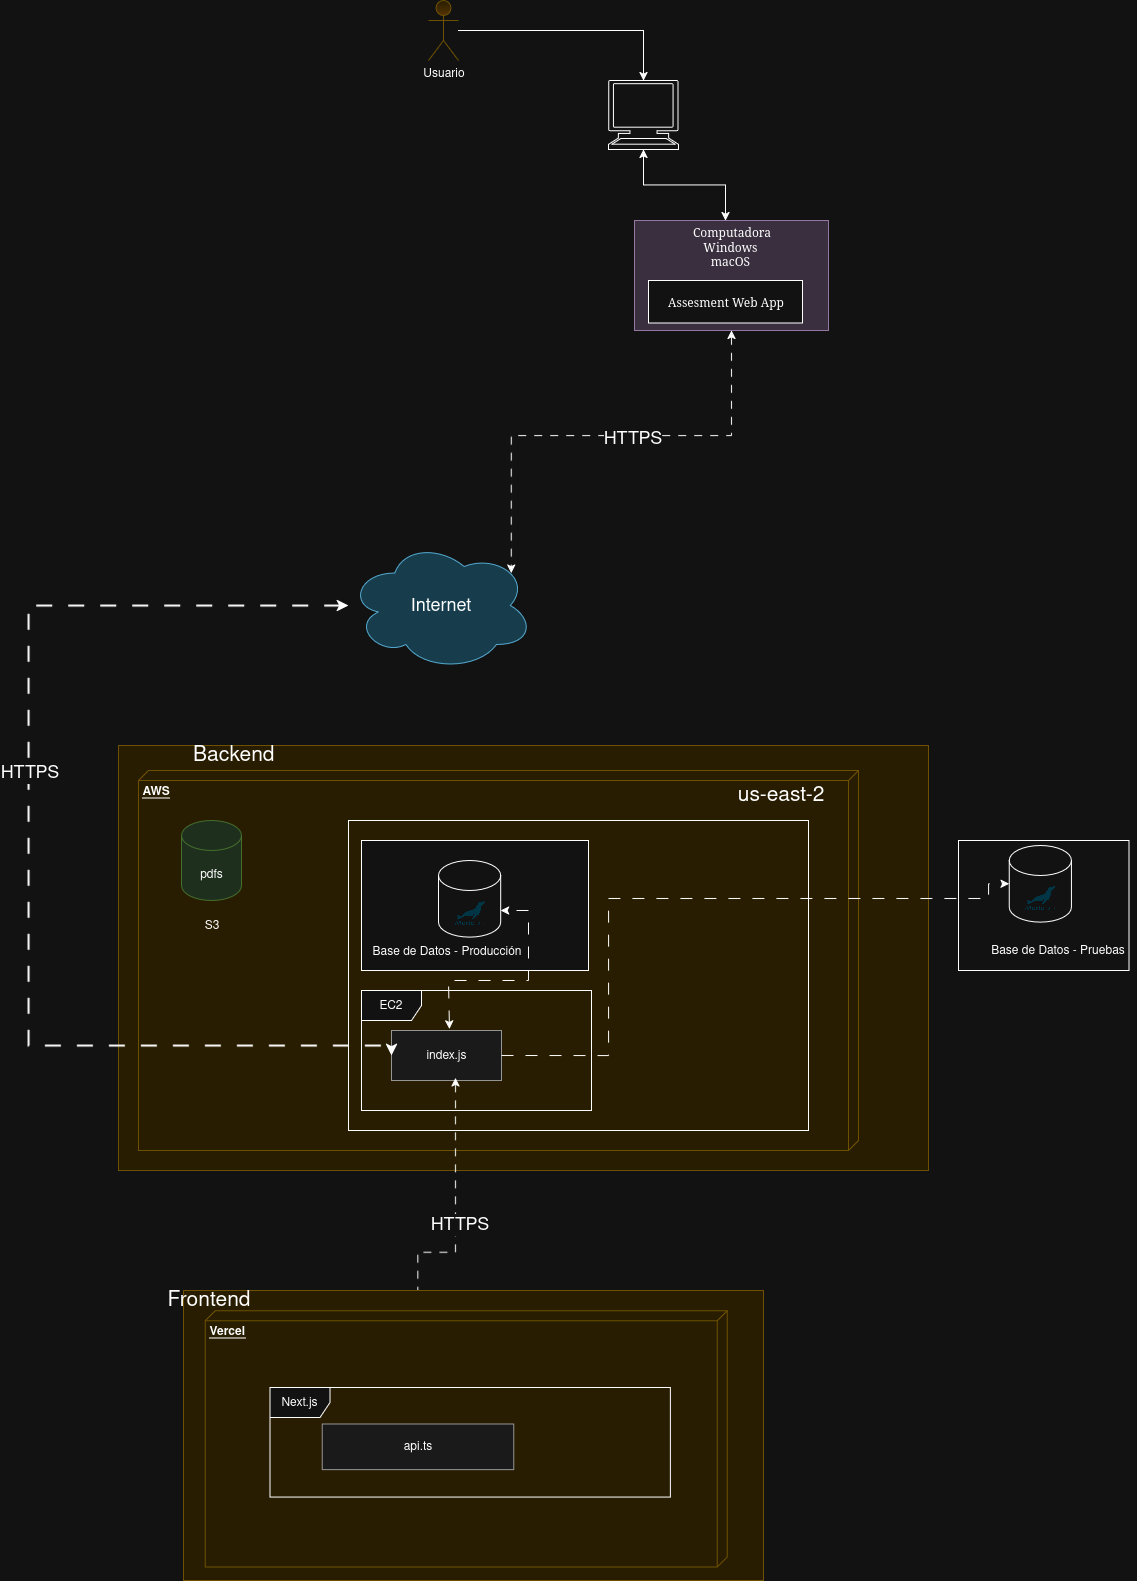 Usuario
Computadora
Windows
macOS
Assesment Web App
HTTPS
Internet
HTTPS
Backend
AWS
us-east-2
pdfs
S3
Base de Datos - Producción
Base de Datos - Pruebas
EC2
index.js
HTTPS
Frontend
Vercel
Next.js
api.ts